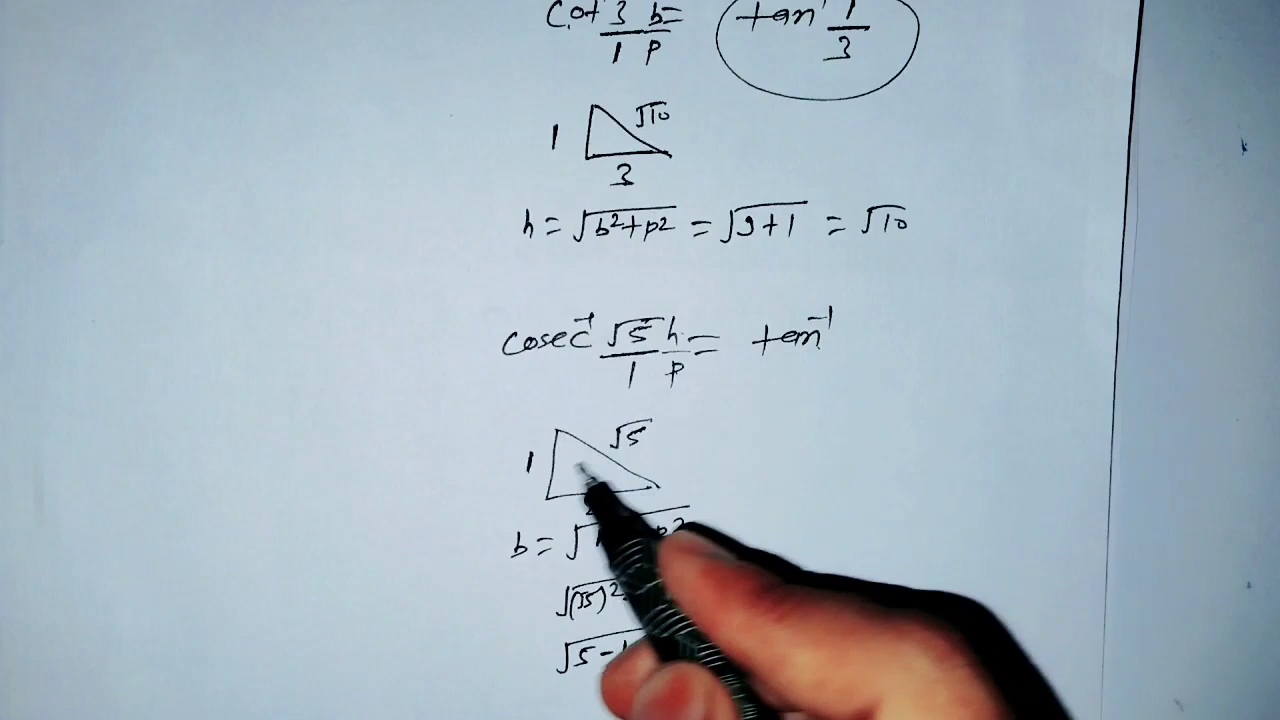 Cot⁻¹ 3/1 b/p = tan⁻¹ 1/3
1 √10
3
h = √b²+p² = √9+1 = √10
cosec⁻¹ √5/1 h/p = tan⁻¹
1 √5
b =
√(√5)²
√5-1